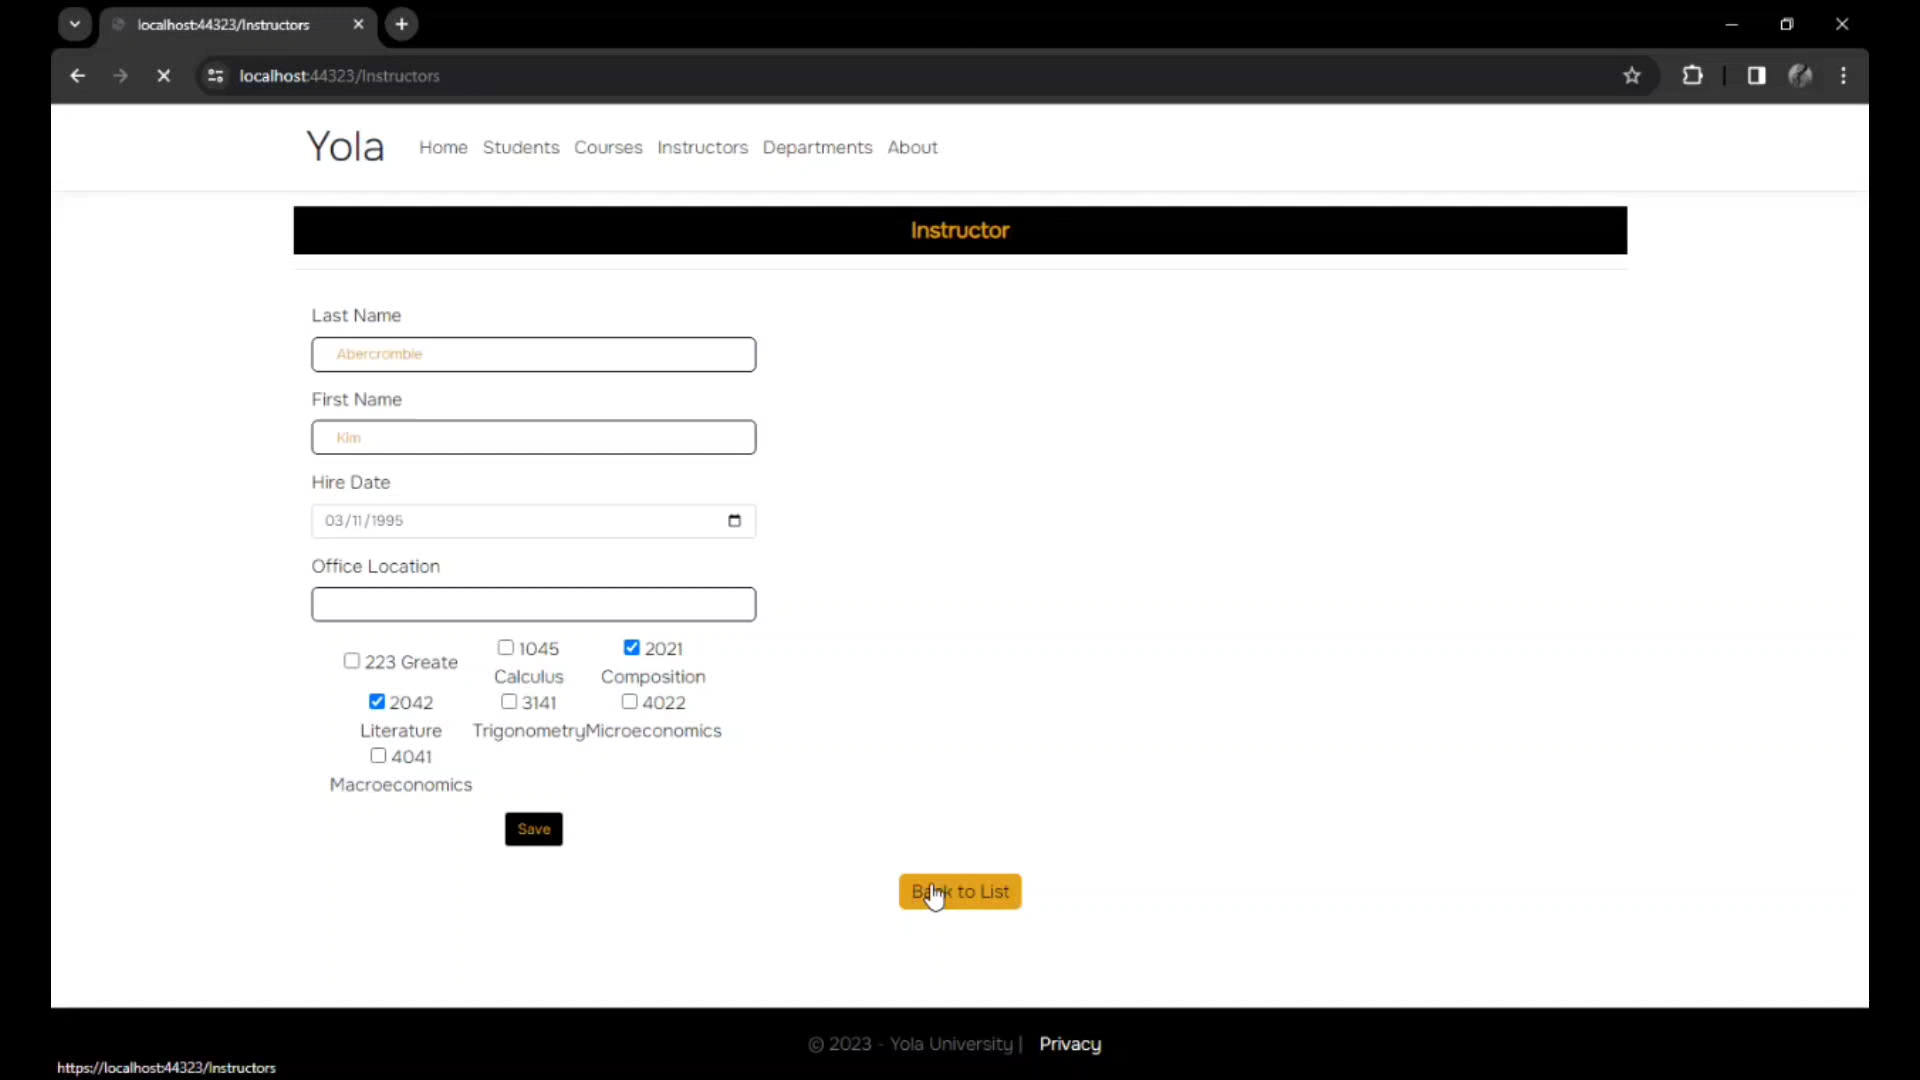 localhost:44323/Instructors
localhost:44323/Instructors
Yola Home Students Courses Instructors Departments About
Instructor
Last Name
Abercrombie
First Name
Kim
Hire Date
03/11/1995
Office Location
223 Greate
1045 Calculus
2021 Composition
2042 Literature
3141 Trigonometry
4022 Microeconomics
4041 Macroeconomics
Save
Back to List
© 2023 - Yola University | Privacy
https://localhost:44323/Instructors